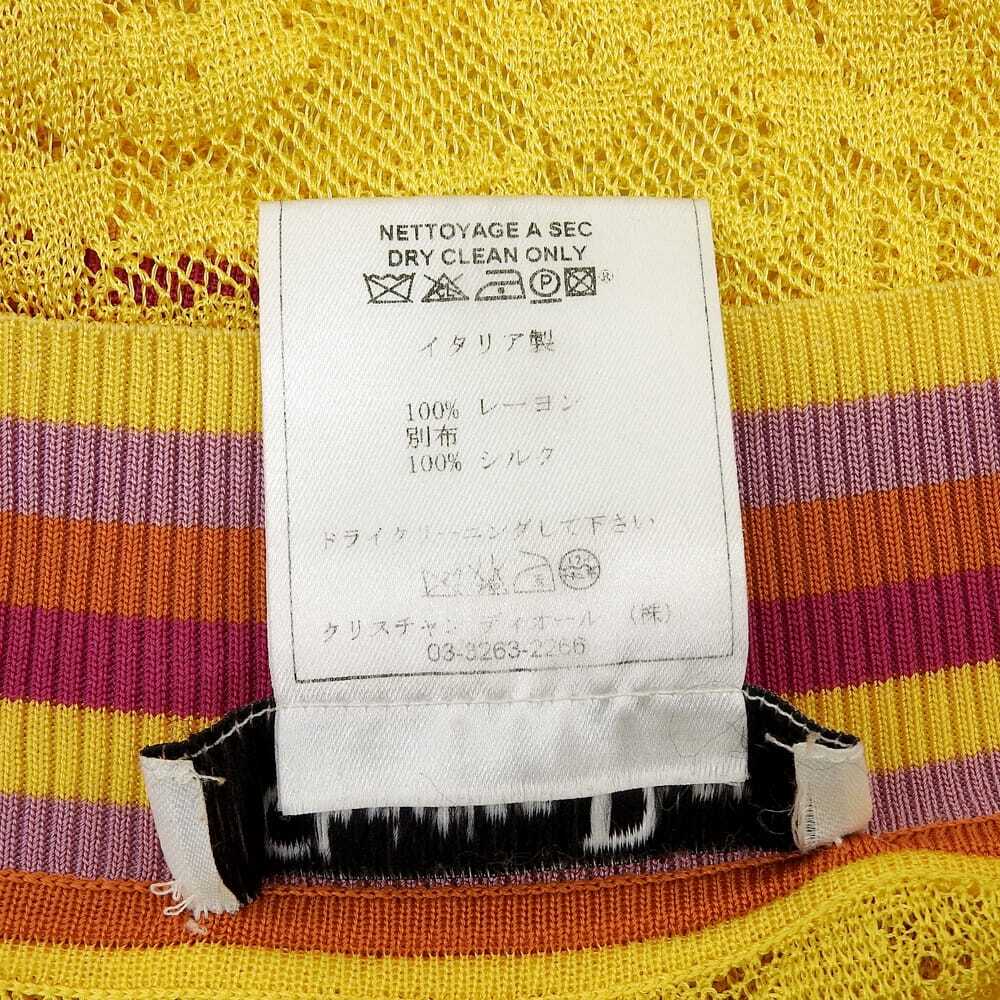 NETTOYAGE A SEC
DRY CLEAN ONLY
イタリア製
100% レーヨン
別布
100% シルク
ドライクリーニングして下さい
クリスチャン ディオール (株)
03-3263-2266